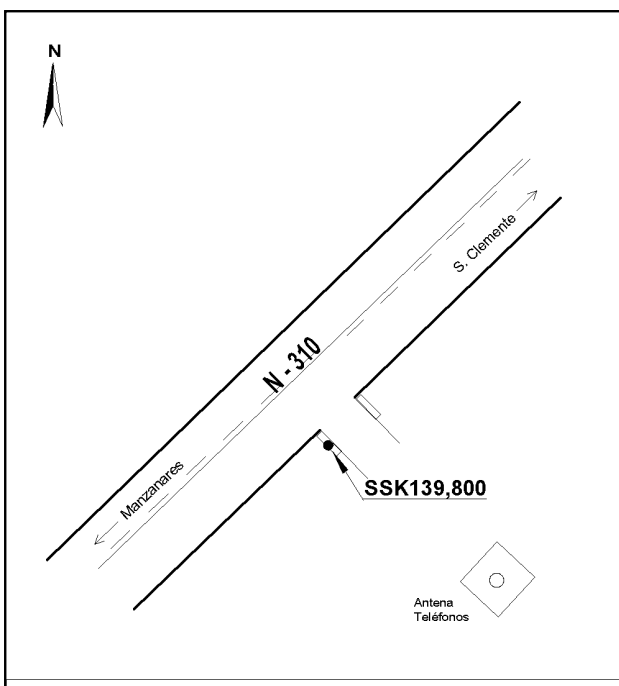 N
S. Clemente
N - 310
Manzanares
SSK139,800
Antena
Teléfonos